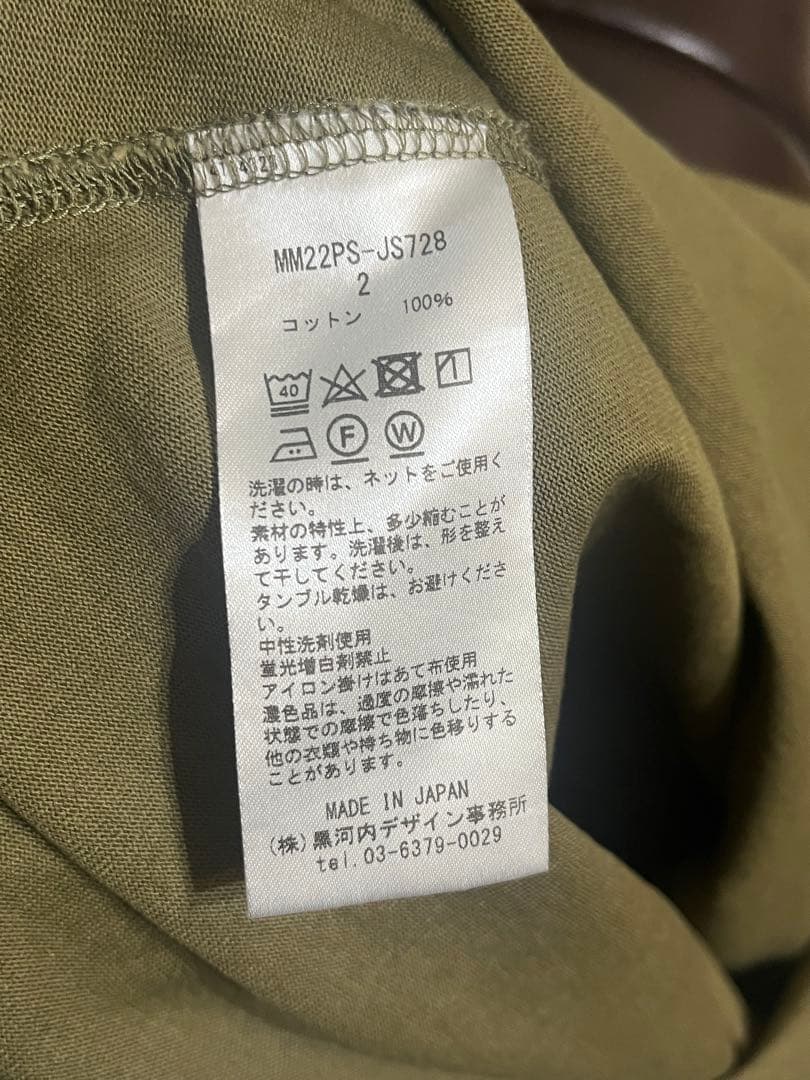 MM22PS-JS728
2
コットン 100%
40
F W
洗濯の時は、ネットをご使用く
ださい。
素材の特性上、多少縮むことが
あります。洗濯後は、形を整え
て干してください。
タンブル乾燥は、お避けくださ
い。
中性洗剤使用
蛍光増白剤禁止
アイロン掛けはあて布使用
濃色品は、過度の摩擦や濡れた
状態での摩擦で色落ちしたり、
他の衣類や持ち物に色移りする
ことがあります。
MADE IN JAPAN
(株)黒河内デザイン事務所
tel.03-6379-0029